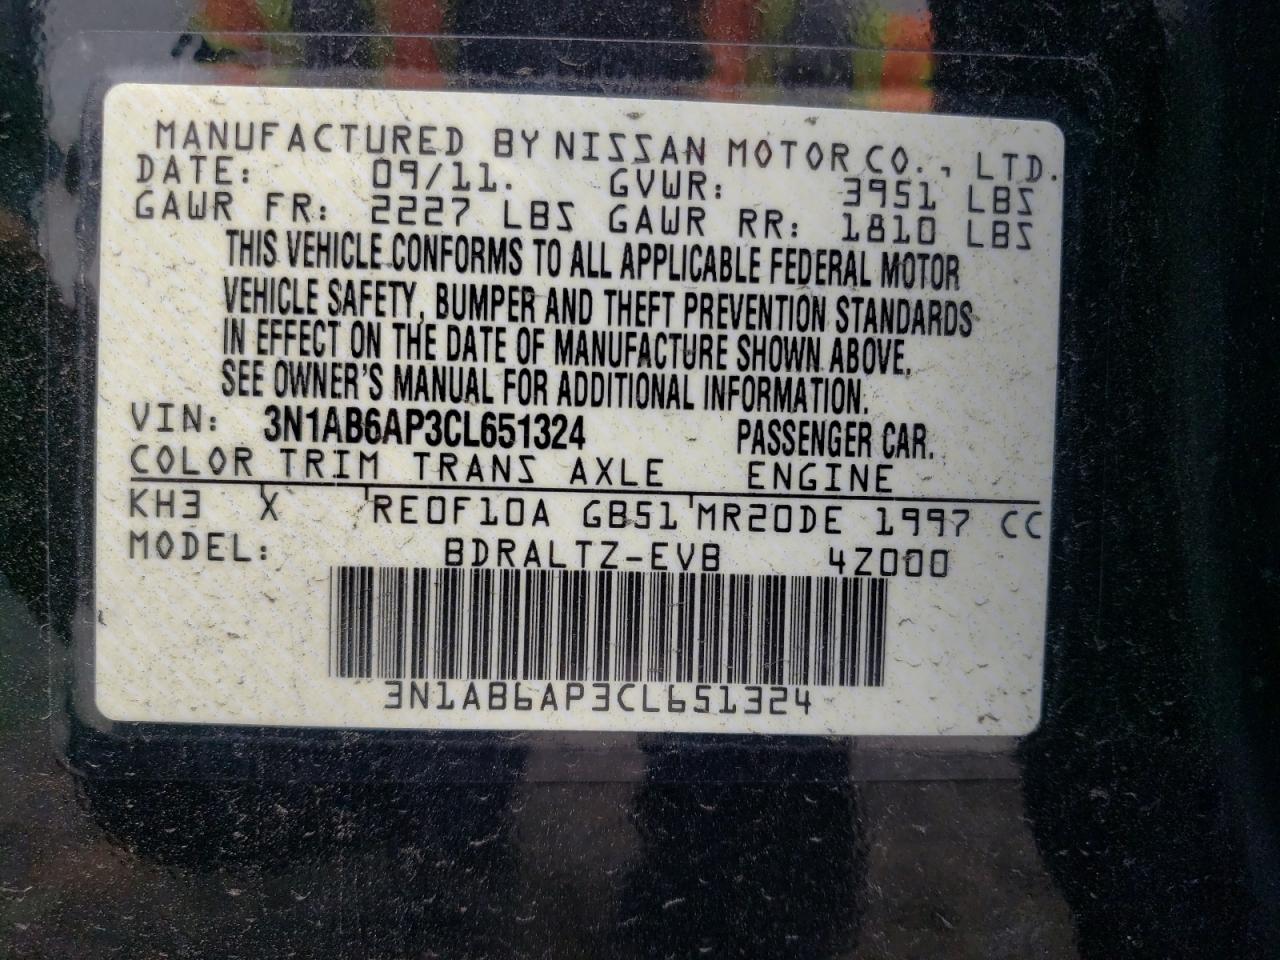 MANUFACTURED BY NISSAN MOTOR CO., LTD.
DATE: 09/11. GVWR: 3951 LBS
GAWR FR: 2227 LBS GAWR RR: 1810 LBS
THIS VEHICLE CONFORMS TO ALL APPLICABLE FEDERAL MOTOR
VEHICLE SAFETY, BUMPER AND THEFT PREVENTION STANDARDS
IN EFFECT ON THE DATE OF MANUFACTURE SHOWN ABOVE.
SEE OWNER'S MANUAL FOR ADDITIONAL INFORMATION.
VIN: 3N1AB6AP3CL651324 PASSENGER CAR.
COLOR TRIM TRANS AXLE ENGINE
KH3 X RE0F10A GB51 MR20DE 1997 CC
MODEL: BDRALTZ-EVB 4Z000
3N1AB6AP3CL651324